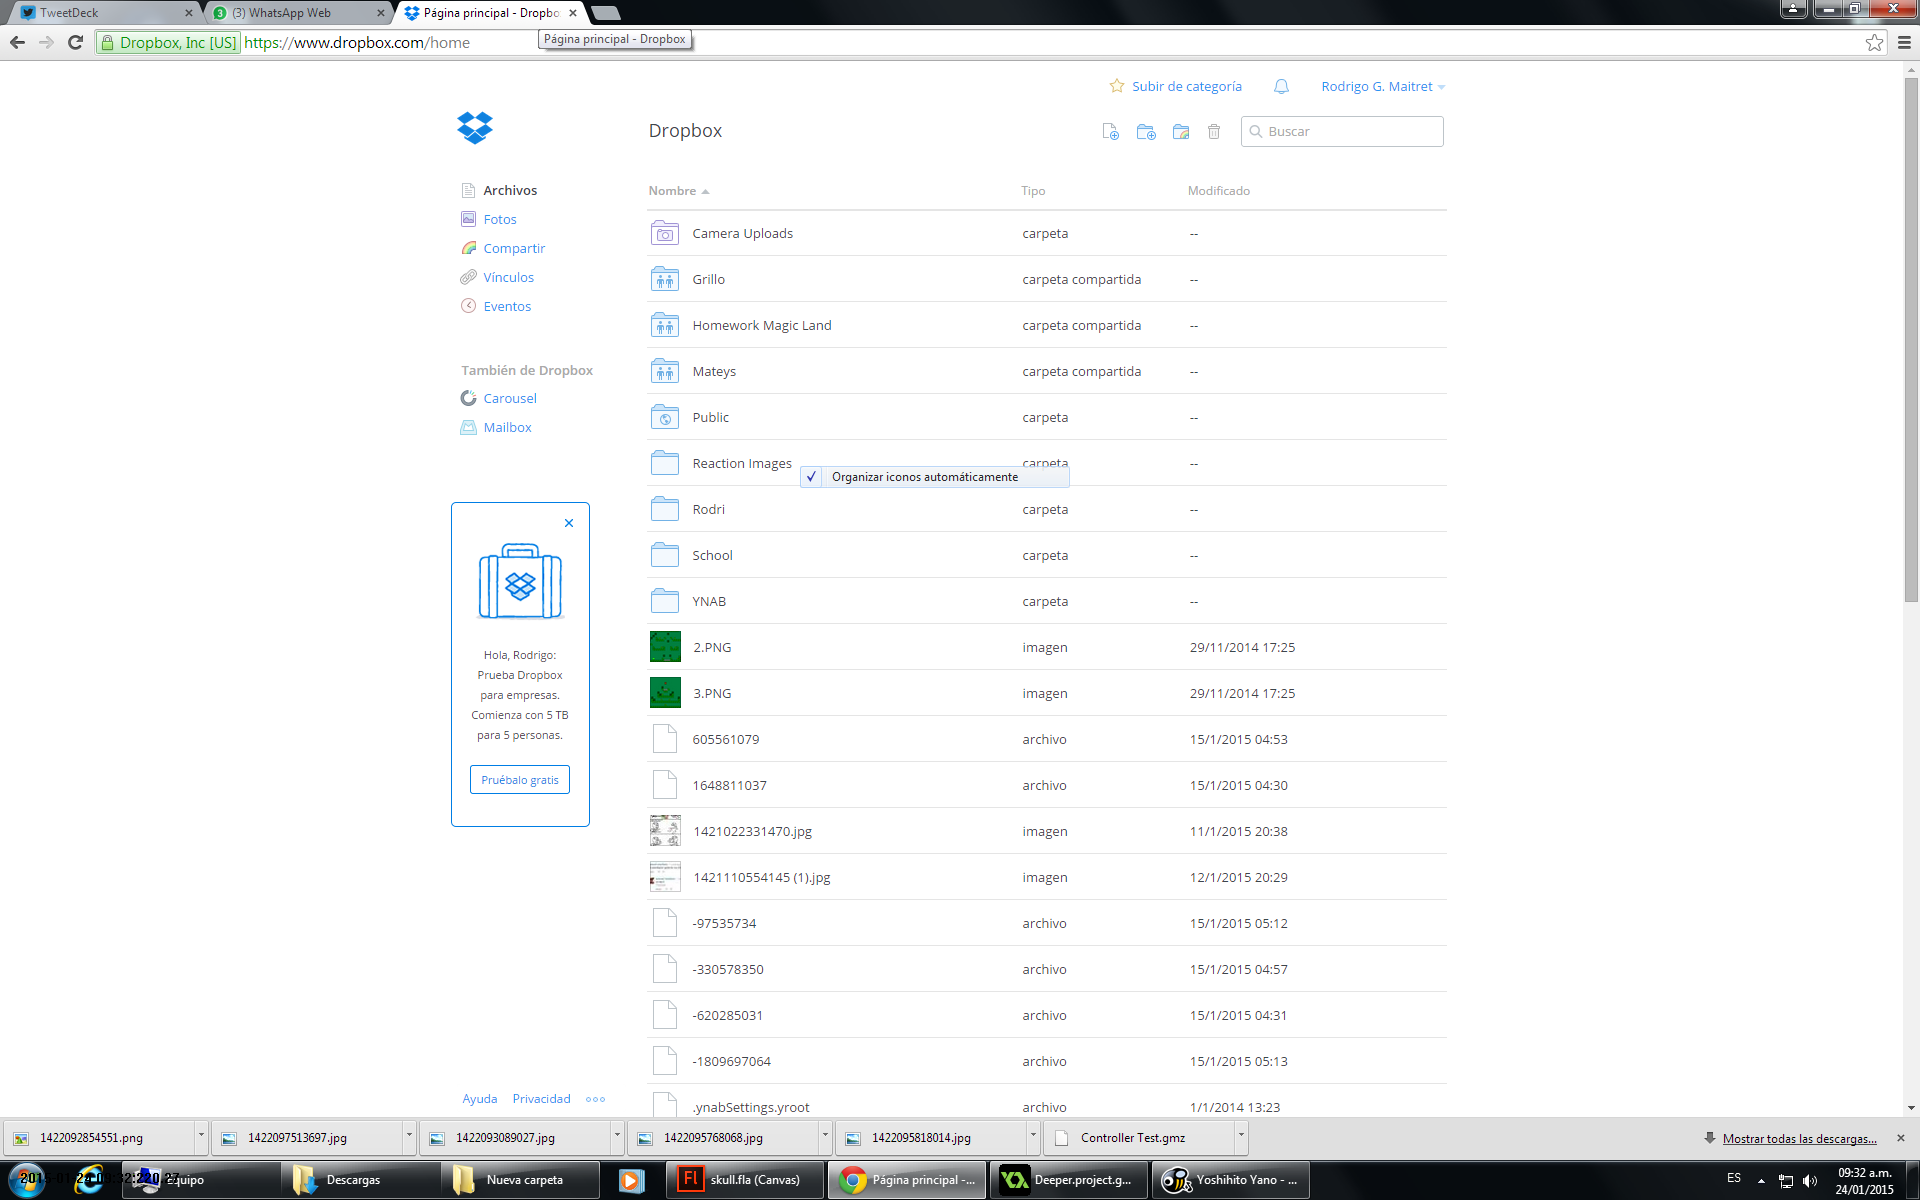 TweetDeck
3
(3) WhatsApp Web
Página principal - Dropbo
Dropbox, Inc [US]
https://www.dropbox.com/home
Página principal - Dropbox
Subir de categoría
Rodrigo G. Maitret
Dropbox
Buscar
Archivos
Fotos
Compartir
Vínculos
Eventos
También de Dropbox
Carousel
Mailbox
Hola, Rodrigo:
Prueba Dropbox
para empresas.
Comienza con 5 TB
para 5 personas.
Pruébalo gratis
Nombre Tipo Modificado
Camera Uploads carpeta --
Grillo carpeta compartida --
Homework Magic Land carpeta compartida --
Mateys carpeta compartida --
Public carpeta --
Reaction Images carpeta --
Organizar iconos automáticamente
Rodri carpeta --
School carpeta --
YNAB carpeta --
2.PNG imagen 29/11/2014 17:25
3.PNG imagen 29/11/2014 17:25
605561079 archivo 15/1/2015 04:53
1648811037 archivo 15/1/2015 04:30
1421022331470.jpg imagen 11/1/2015 20:38
1421110554145 (1).jpg imagen 12/1/2015 20:29
-97535734 archivo 15/1/2015 05:12
-330578350 archivo 15/1/2015 04:57
-620285031 archivo 15/1/2015 04:31
-1809697064 archivo 15/1/2015 05:13
.ynabSettings.yroot archivo 1/1/2014 13:23
Ayuda Privacidad
1422092854551.png
1422097513697.jpg
1422093089027.jpg
1422095768068.jpg
1422095818014.jpg
Controller Test.gmz
Mostrar todas las descargas...
Equipo
Descargas
Nueva carpeta
Fl
skull.fla (Canvas)
Página principal -...
Deeper.project.g...
Yoshihito Yano - ...
ES
09:32 a.m.
24/01/2015